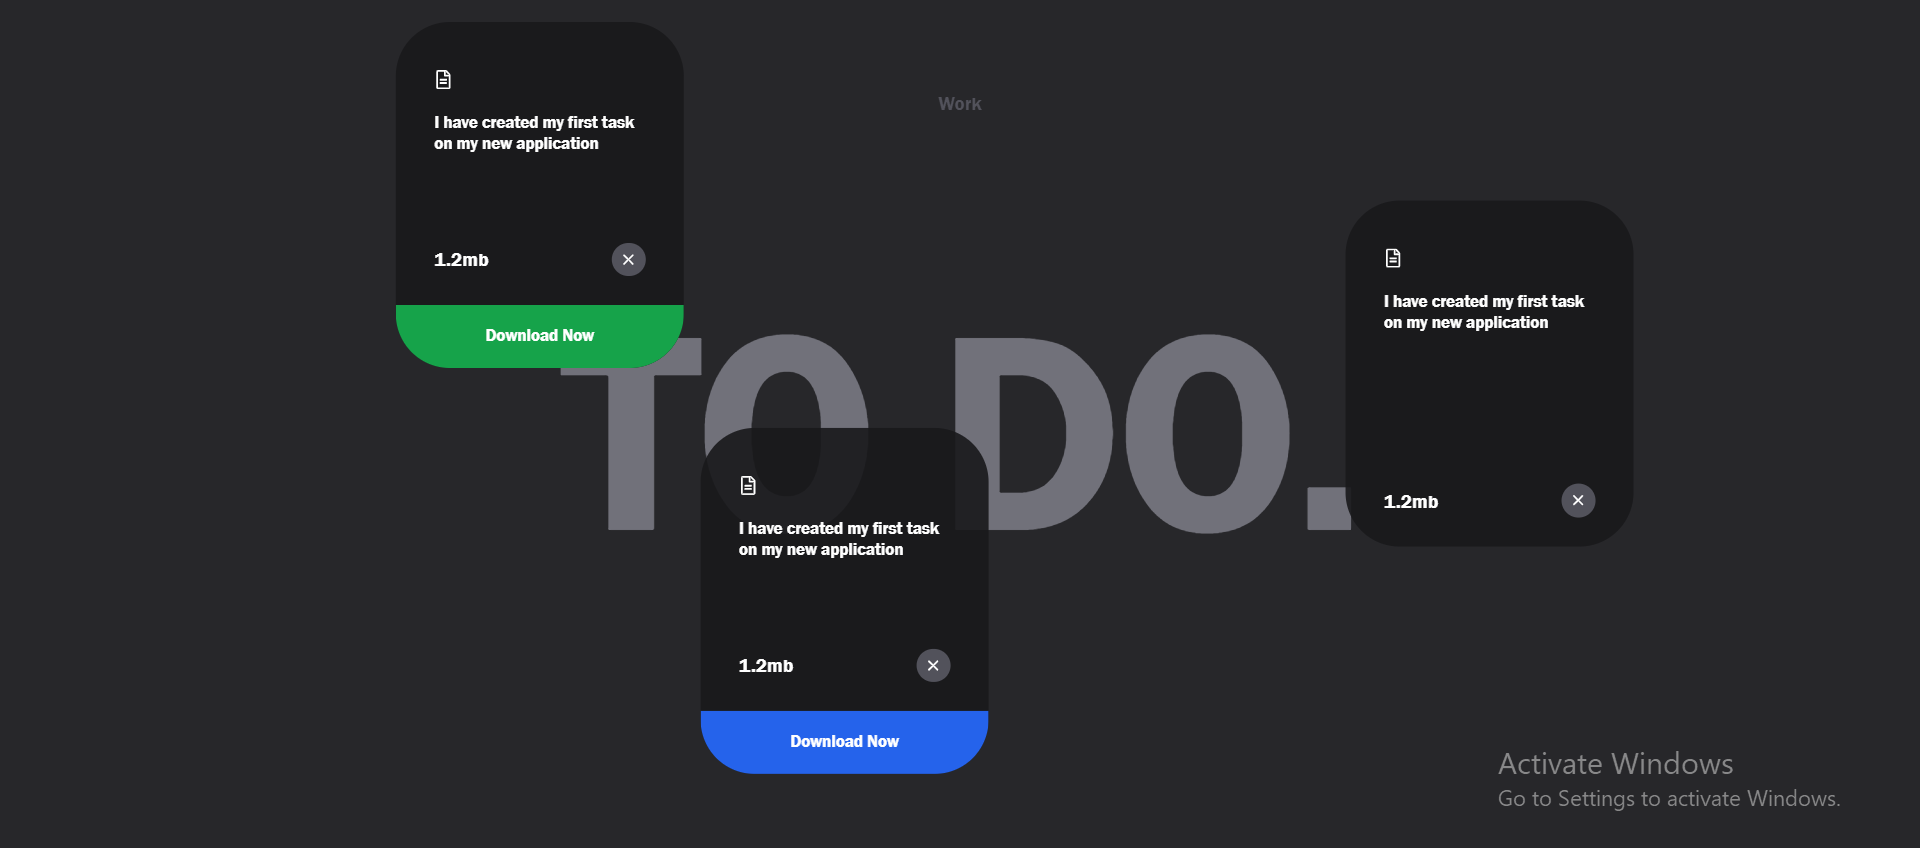 Work
I have created my first task
on my new application
1.2mb
Download Now
TO DO.
I have created my first task
on my new application
1.2mb
I have created my first task
on my new application
1.2mb
Download Now
Activate Windows
Go to Settings to activate Windows.